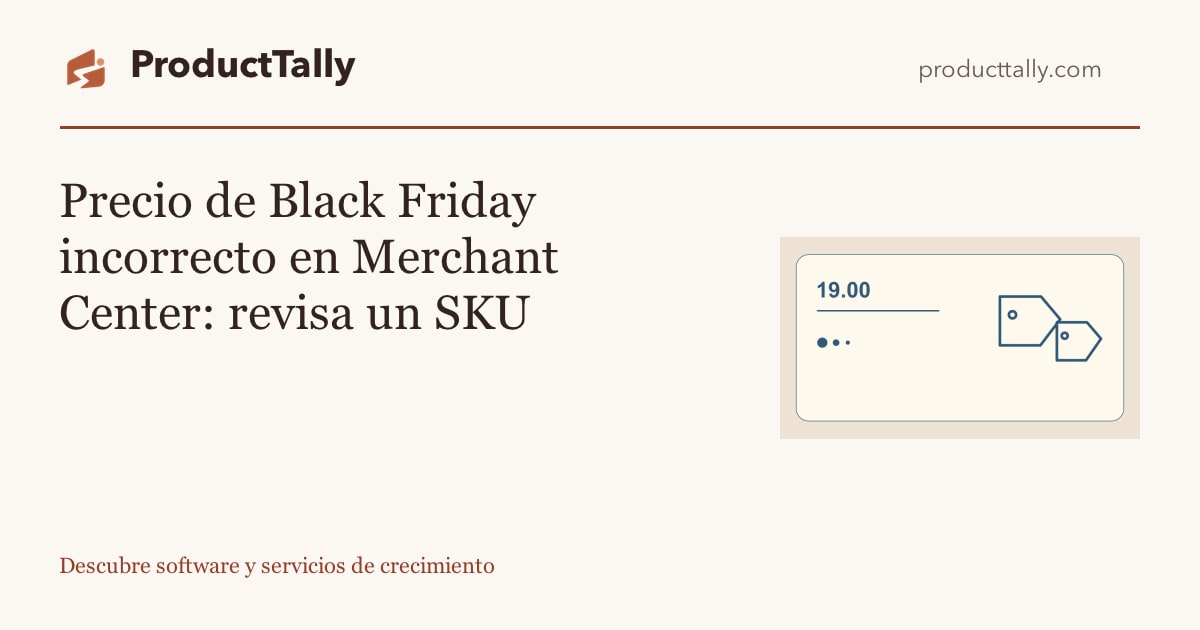 ProductTally
producttally.com
Precio de Black Friday
incorrecto en Merchant
Center: revisa un SKU
19.00
Descubre software y servicios de crecimiento